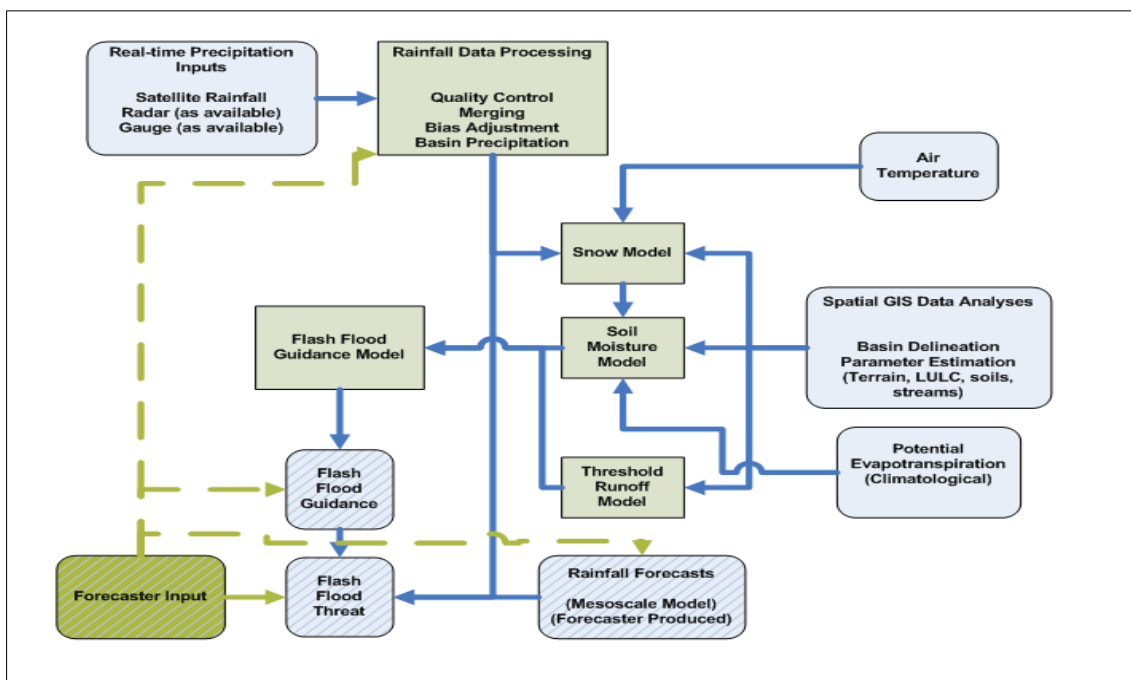 Real-time Precipitation
Inputs
Satellite Rainfall
Radar (as available)
Gauge (as available)
Rainfall Data Processing
Quality Control
Merging
Bias Adjustment
Basin Precipitation
Air
Temperature
Snow Model
Spatial GIS Data Analyses
Basin Delineation
Parameter Estimation
(Terrain, LULC, soils,
streams)
Flash Flood
Guidance Model
Soil
Moisture
Model
Potential
Evapotranspiration
(Climatological)
Flash
Flood
Guidance
Threshold
Runoff
Model
Forecaster Input
Flash
Flood
Threat
Rainfall Forecasts
(Mesoscale Model)
(Forecaster Produced)